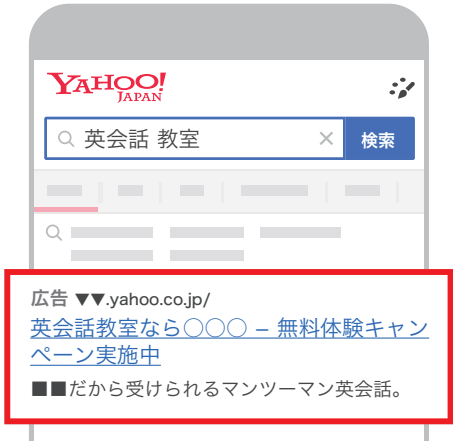 YAHOO!
JAPAN
英会話 教室
検索
広告 ▼▼.yahoo.co.jp/
英会話教室なら○○○ – 無料体験キャン
ペーン実施中
■■だから受けられるマンツーマン英会話。